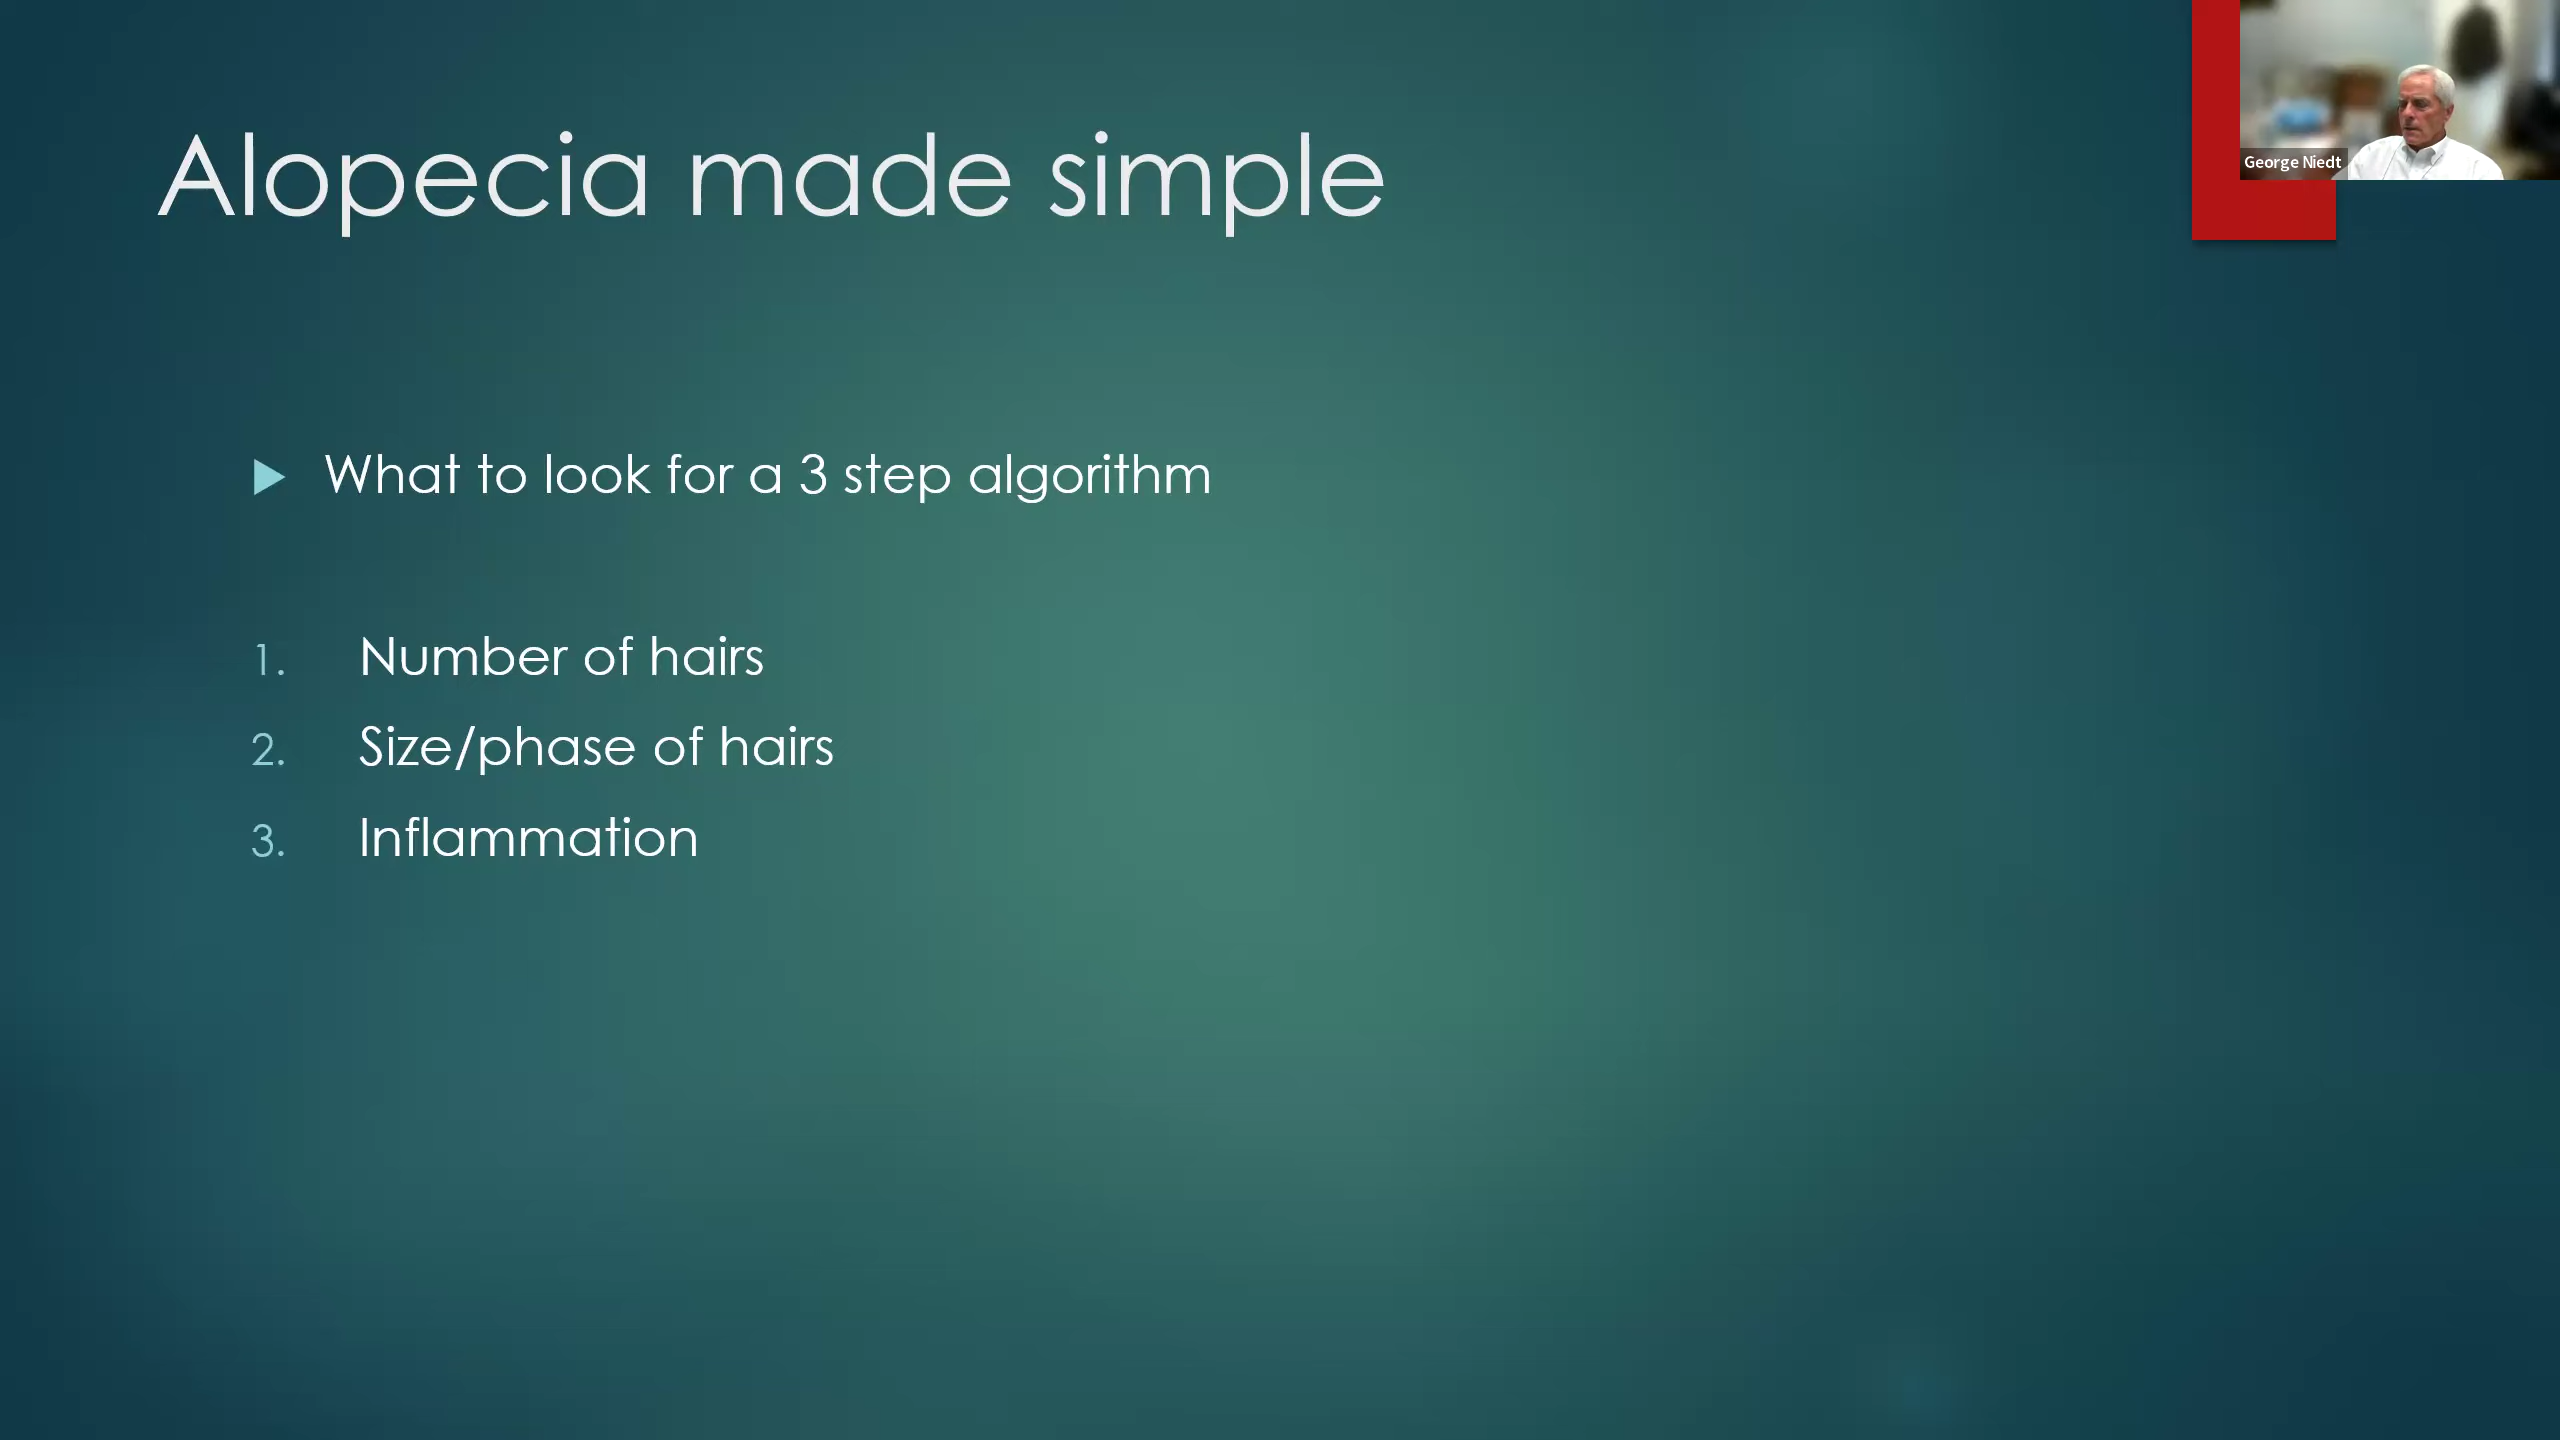 Alopecia made simple
George Niedt
What to look for a 3 step algorithm
1. Number of hairs
2. Size/phase of hairs
3. Inflammation